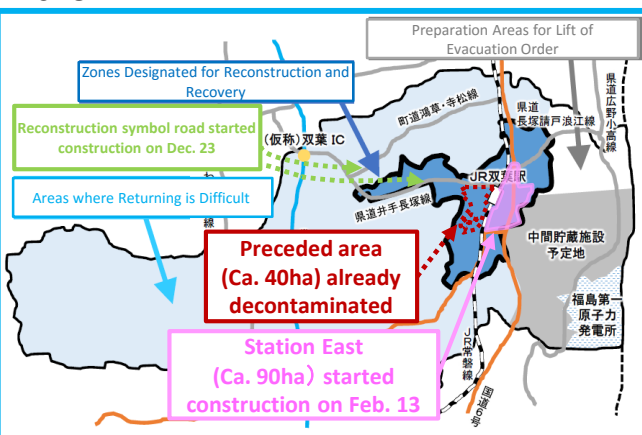 Preparation Areas for Lift of
Evacuation Order
Zones Designated for Reconstruction and
Recovery
県道広野小高線
県道
長塚請戸浪江線
町道鴻草・寺松線
Reconstruction symbol road started
construction on Dec. 23
(仮称)双葉 IC
JR双葉駅
Areas where Returning is Difficult
県道井手長塚線
線
Preceded area
(Ca. 40ha) already
decontaminated
中間貯蔵施設
予定地
福島第一
原子力
発電所
Station East
(Ca. 90ha) started
construction on Feb. 13
JR常磐線
国道6号